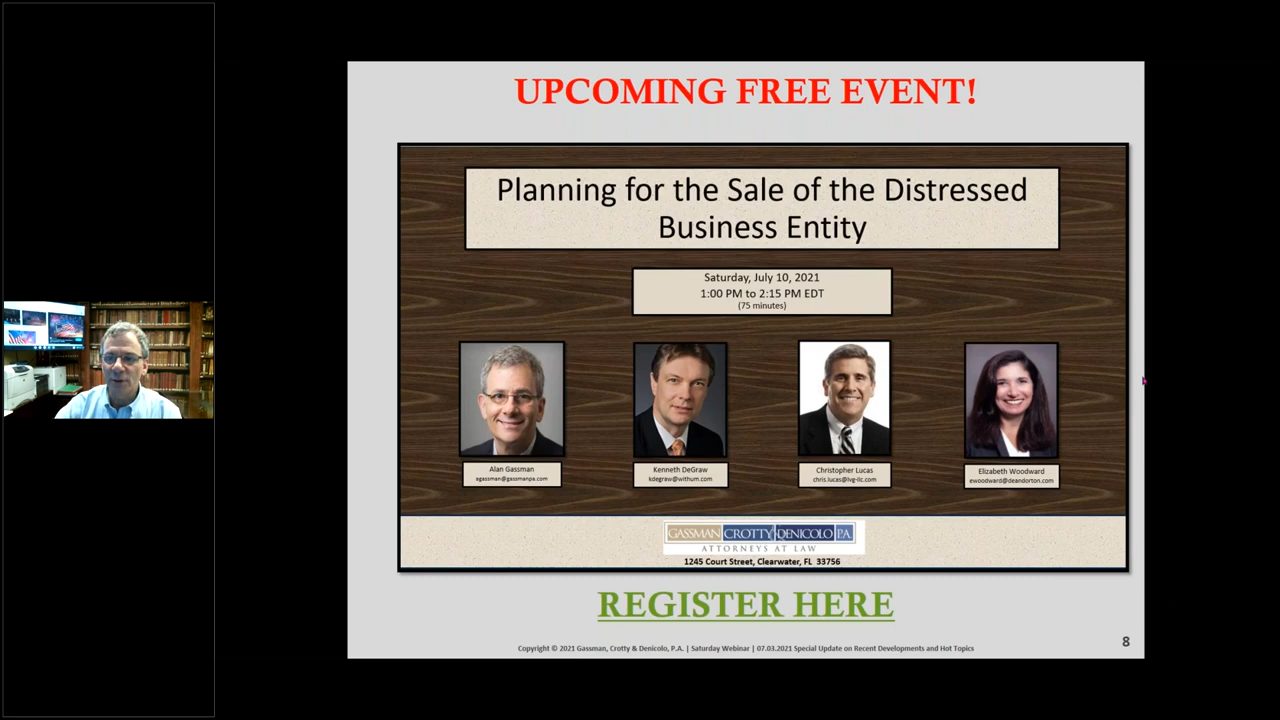 UPCOMING FREE EVENT!
Planning for the Sale of the Distressed
Business Entity
Saturday, July 10, 2021
1:00 PM to 2:15 PM EDT
(75 minutes)
Alan Gassman
agassman@gassmanpa.com
Kenneth DeGraw
kdegraw@withum.com
Christopher Lucas
chris.lucas@lvg-llc.com
Elizabeth Woodward
ewoodward@deandorton.com
GASSMAN CROTTY DENICOLO P.A.
ATTORNEYS AT LAW
1245 Court Street, Clearwater, FL 33756
REGISTER HERE
Copyright © 2021 Gassman, Crotty & Denicolo, P.A. | Saturday Webinar | 07.03.2021 Special Update on Recent Developments and Hot Topics
8